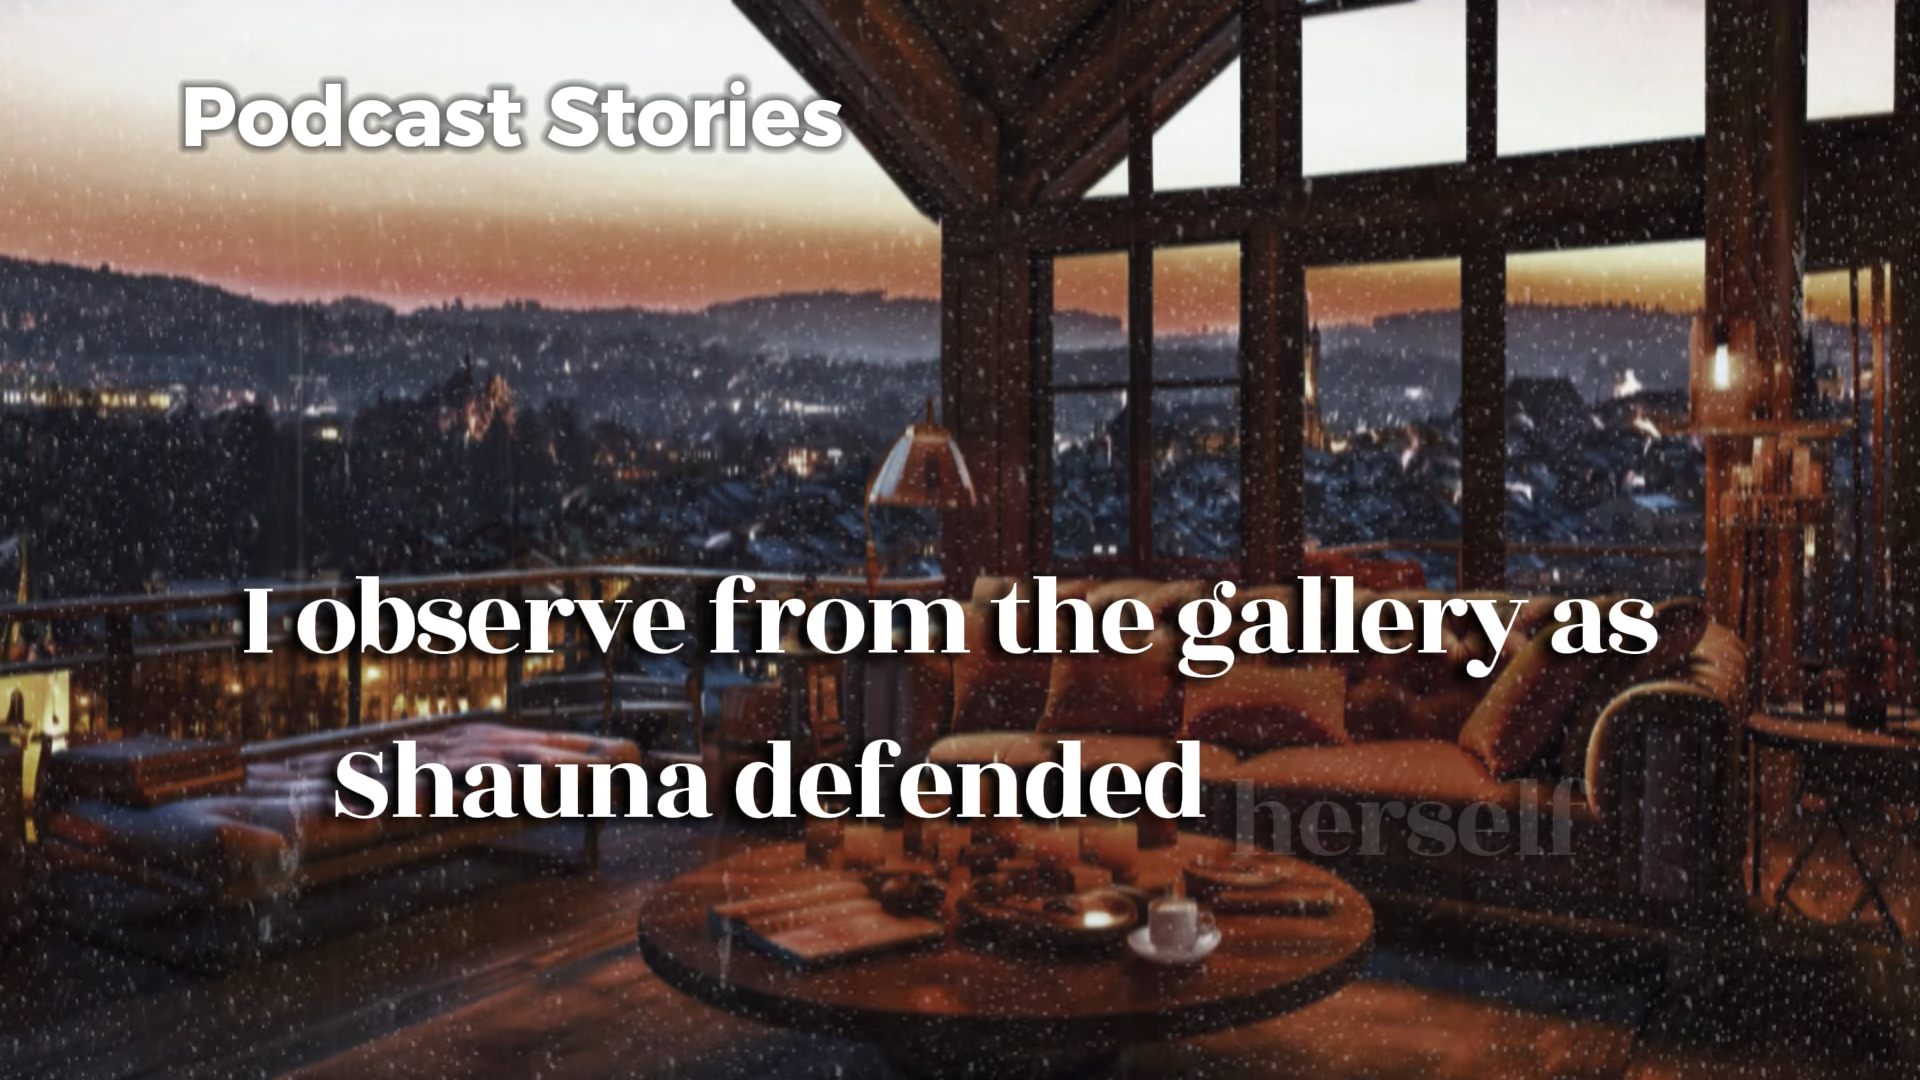 Podcast Stories
I observe from the gallery as
Shauna defended herself